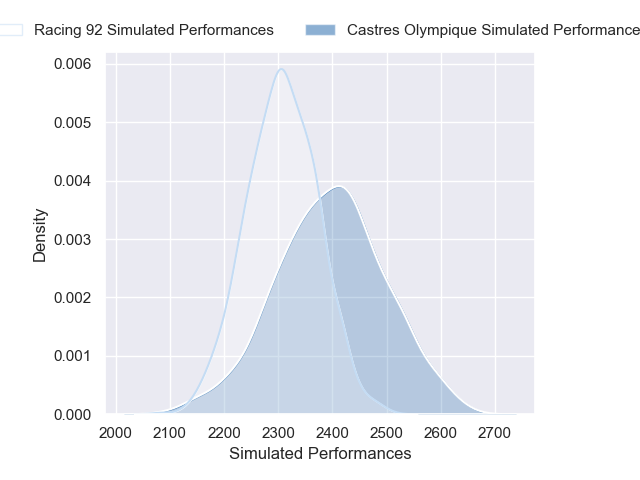 Racing 92 Simulated Performances
Castres Olympique Simulated Performance
0.006
0.005
0.004
0.003
0.002
0.001
0.000
Density
2000 2100 2200 2300 2400 2500 2600 2700
Simulated Performances